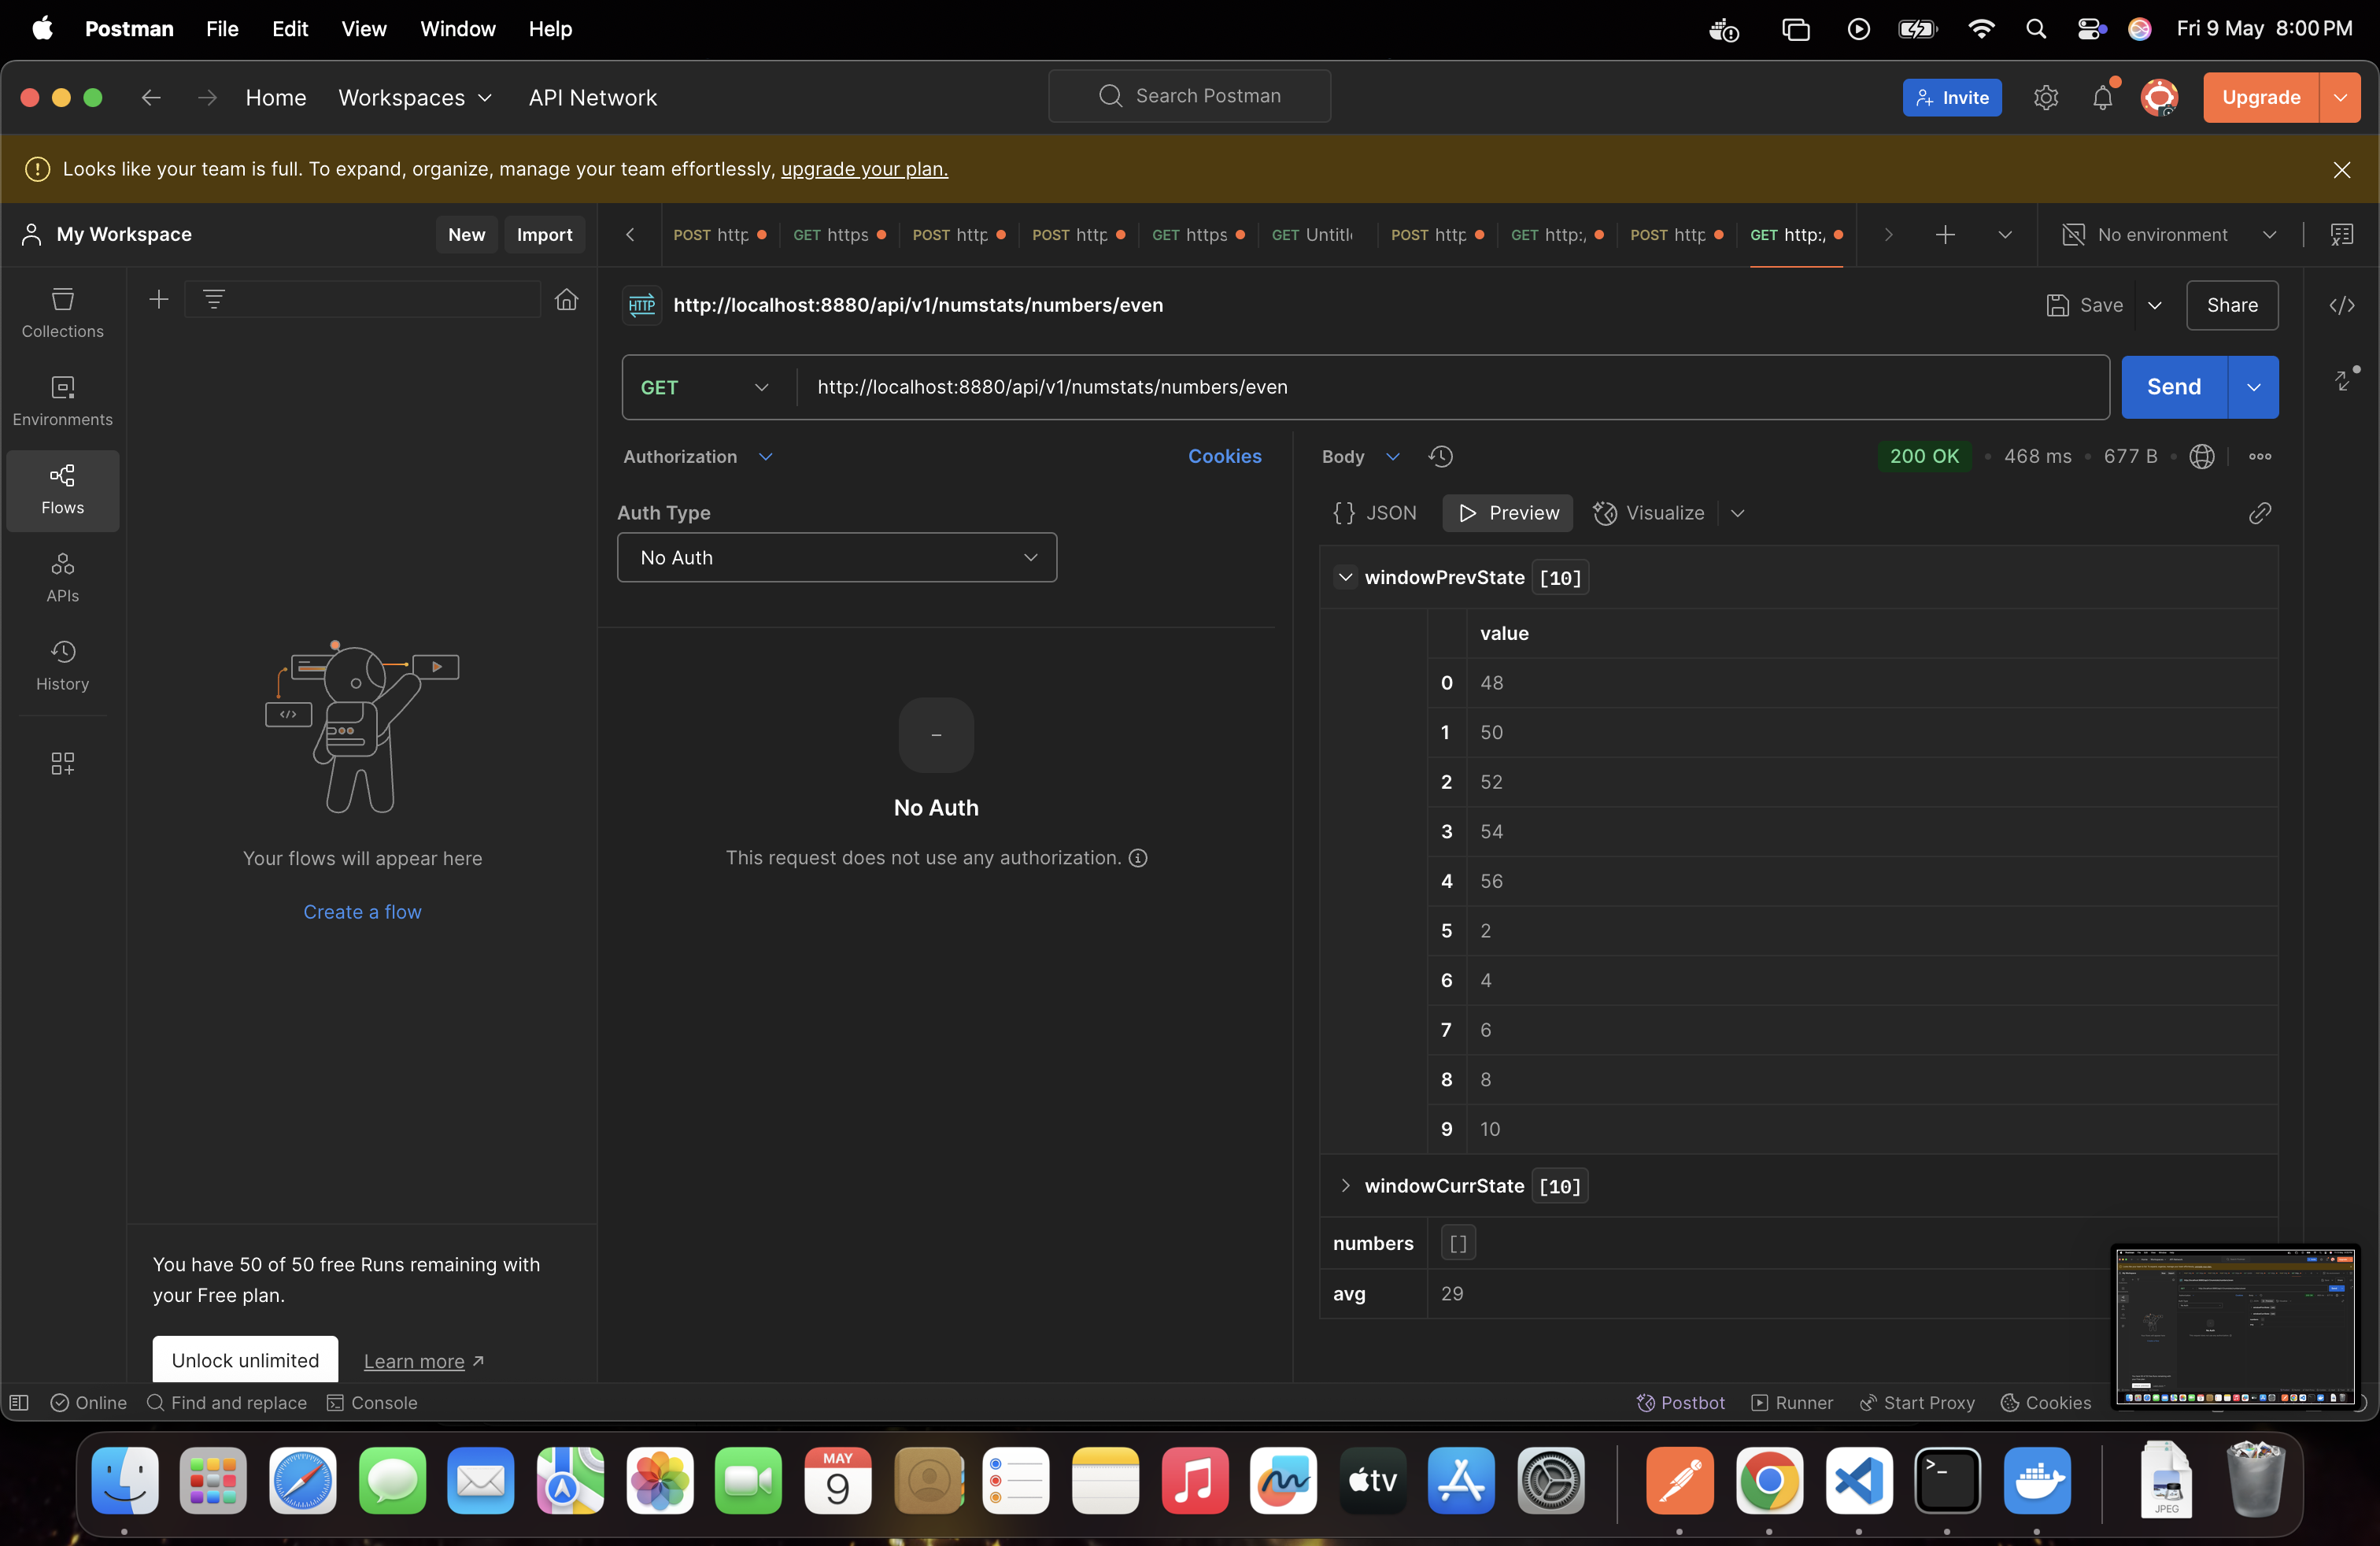 Postman File Edit View Window Help Fri 9 May 8:00 PM
Home Workspaces API Network Search Postman Invite Upgrade
Looks like your team is full. To expand, organize, manage your team effortlessly, upgrade your plan.
My Workspace New Import
POST http GET https POST http POST http GET https GET Untitl POST http GET http:/ POST http GET http:/ No environment
Collections
Environments
Flows
APIs
History
Your flows will appear here
Create a flow
You have 50 of 50 free Runs remaining with
your Free plan.
Unlock unlimited Learn more ↗
HTTP http://localhost:8880/api/v1/numstats/numbers/even Save Share
GET http://localhost:8880/api/v1/numstats/numbers/even Send
Authorization Cookies
Auth Type
No Auth
No Auth
This request does not use any authorization.
Body 200 OK • 468 ms • 677 B
{} JSON Preview Visualize
windowPrevState [10]
value
0 48
1 50
2 52
3 54
4 56
5 2
6 4
7 6
8 8
9 10
windowCurrState [10]
numbers []
avg 29
Online Find and replace Console Postbot Runner Start Proxy Cookies
MAY
9
tv
JPEG